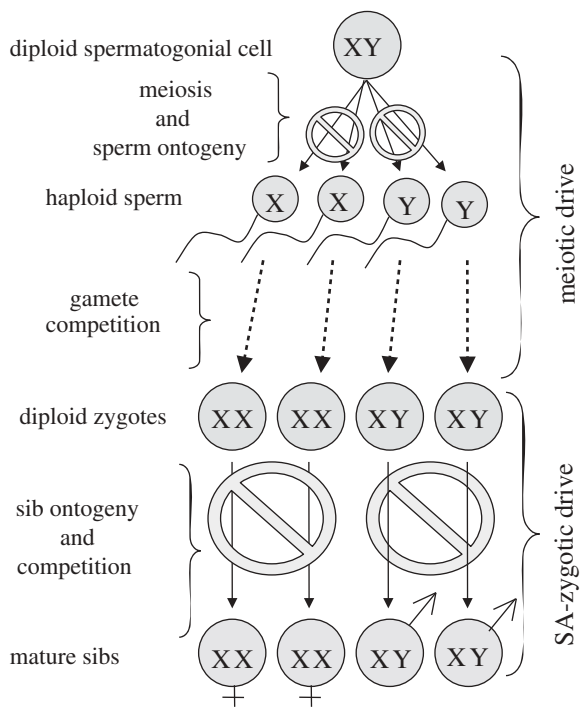 diploid spermatogonial cell
XY
meiosis
and
sperm ontogeny
haploid sperm
X X Y Y
gamete
competition
meiotic drive
diploid zygotes
XX XX XY XY
sib ontogeny
and
competition
SA-zygotic drive
mature sibs
XX XX XY XY